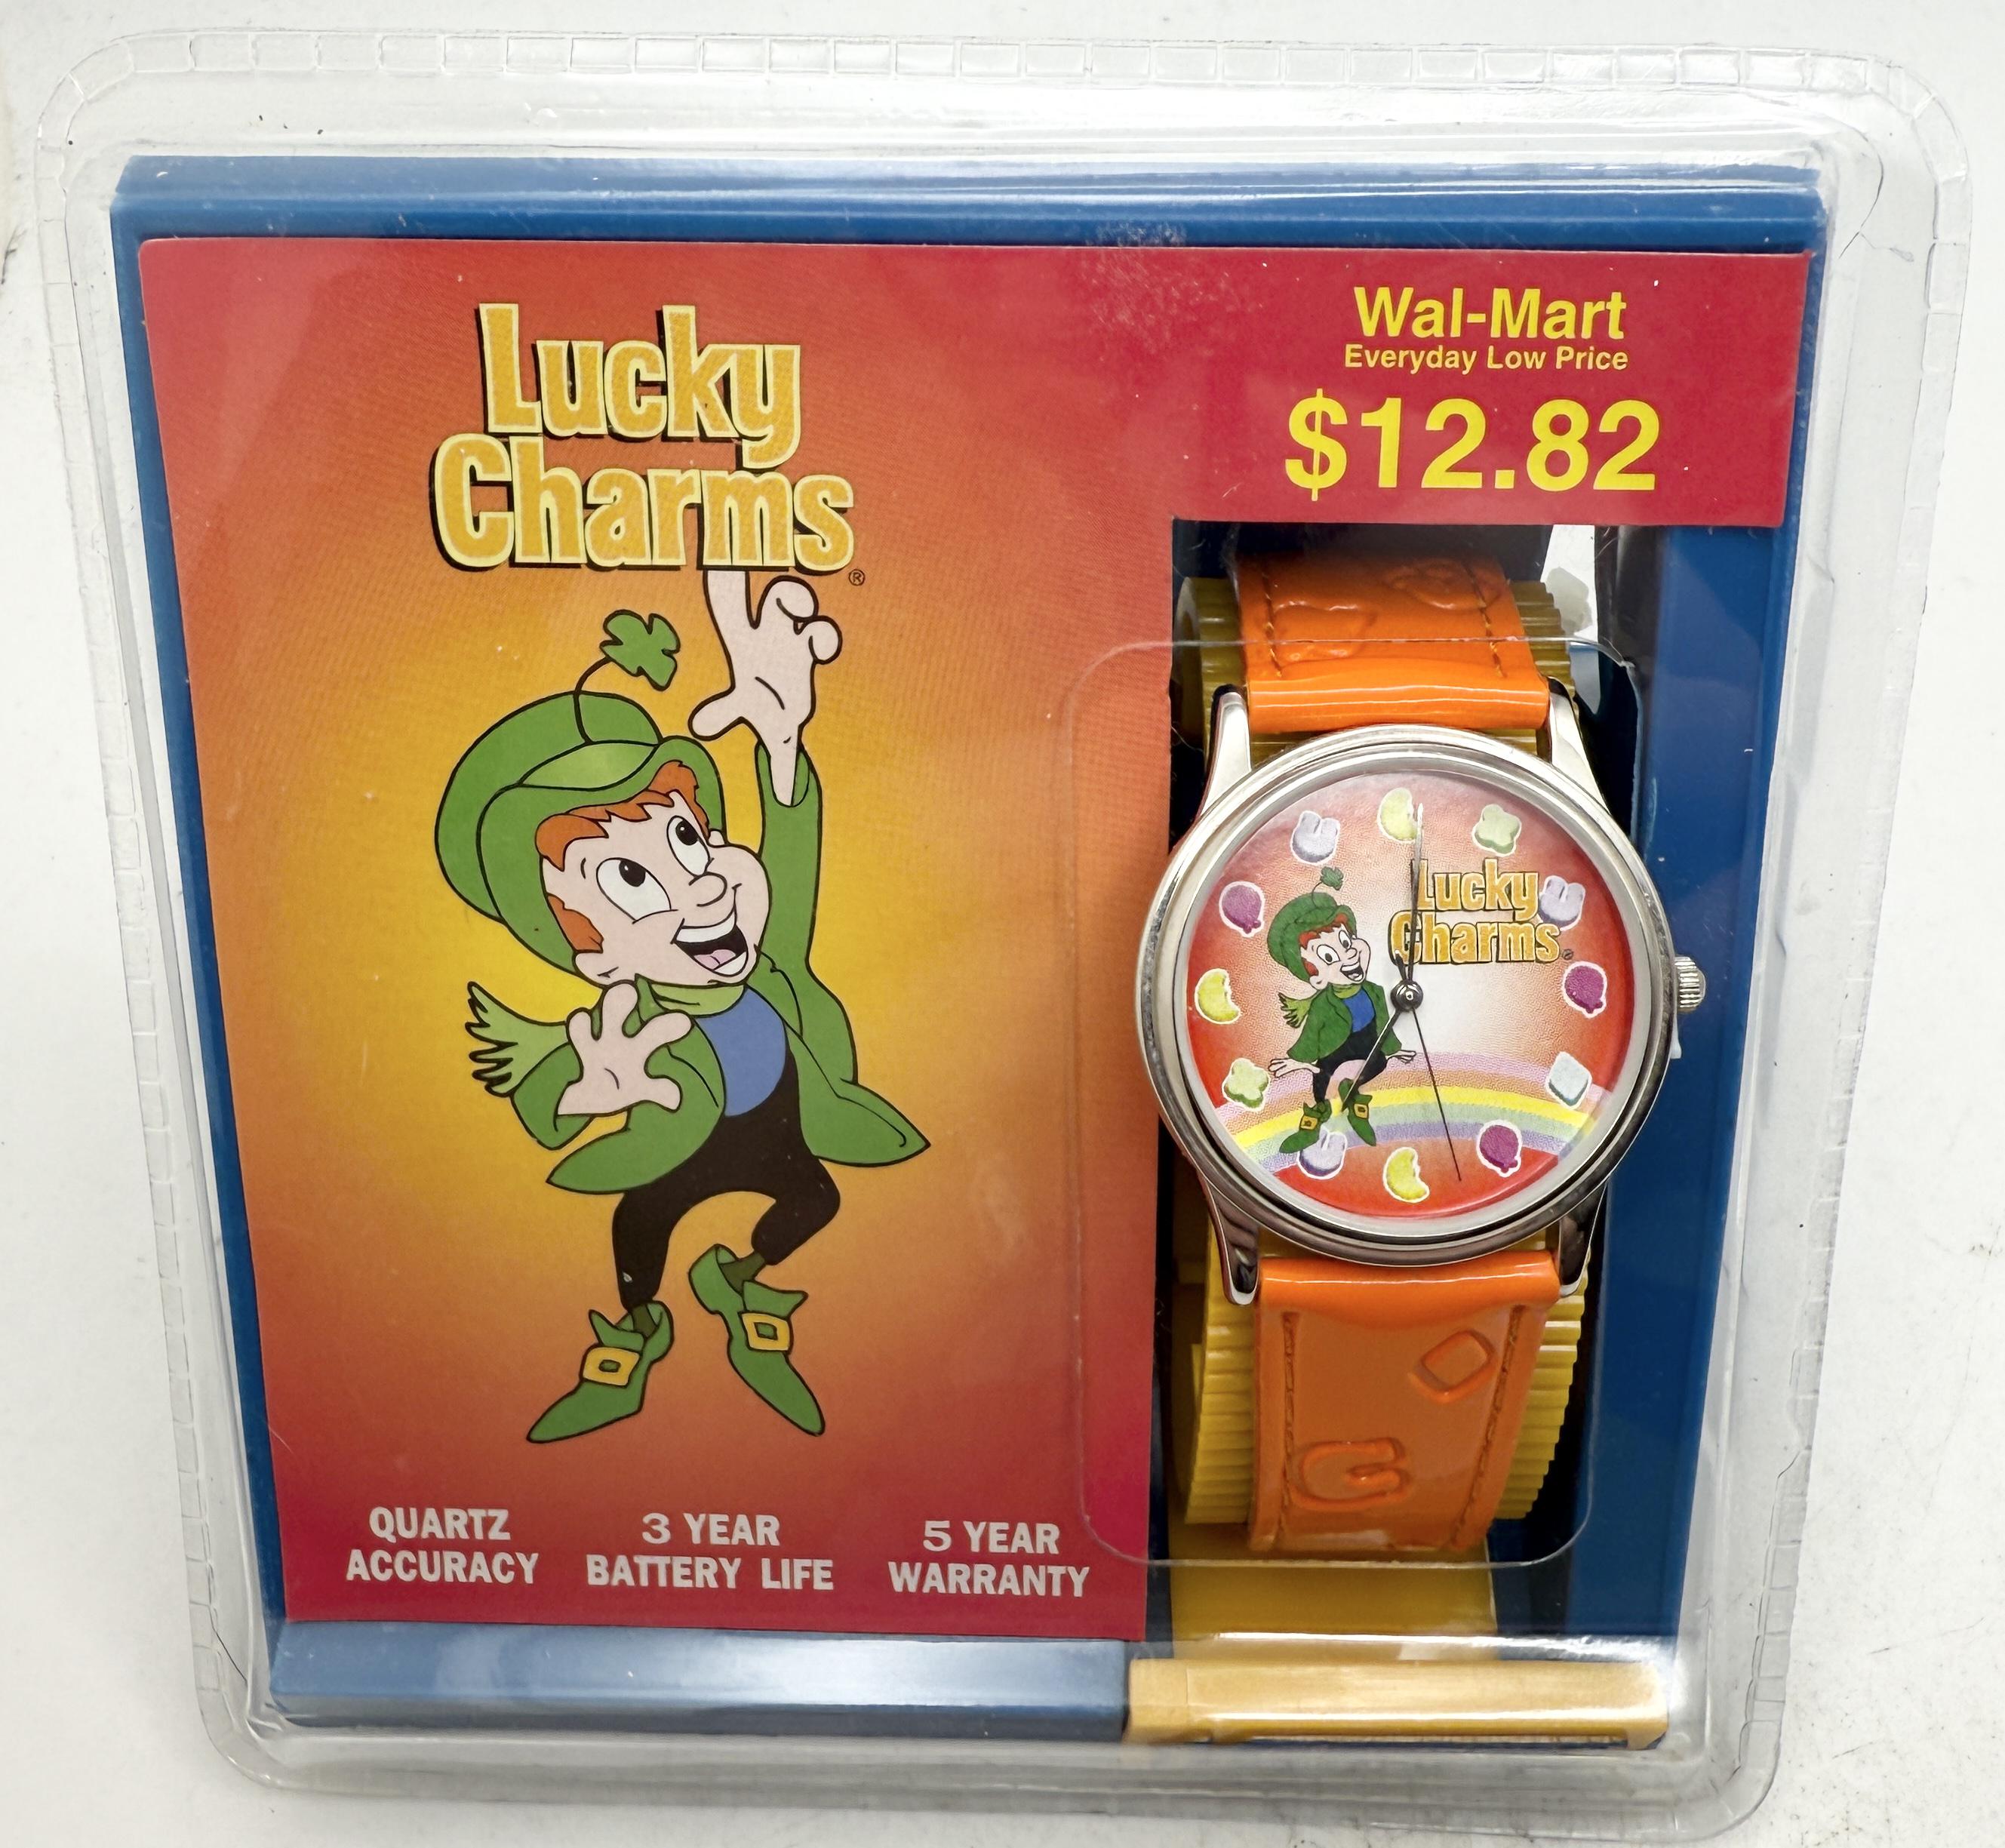 Lucky
Charms
®
Wal-Mart
Everyday Low Price
$12.82
Lucky
Charms
QUARTZ
ACCURACY
3 YEAR
BATTERY LIFE
5 YEAR
WARRANTY